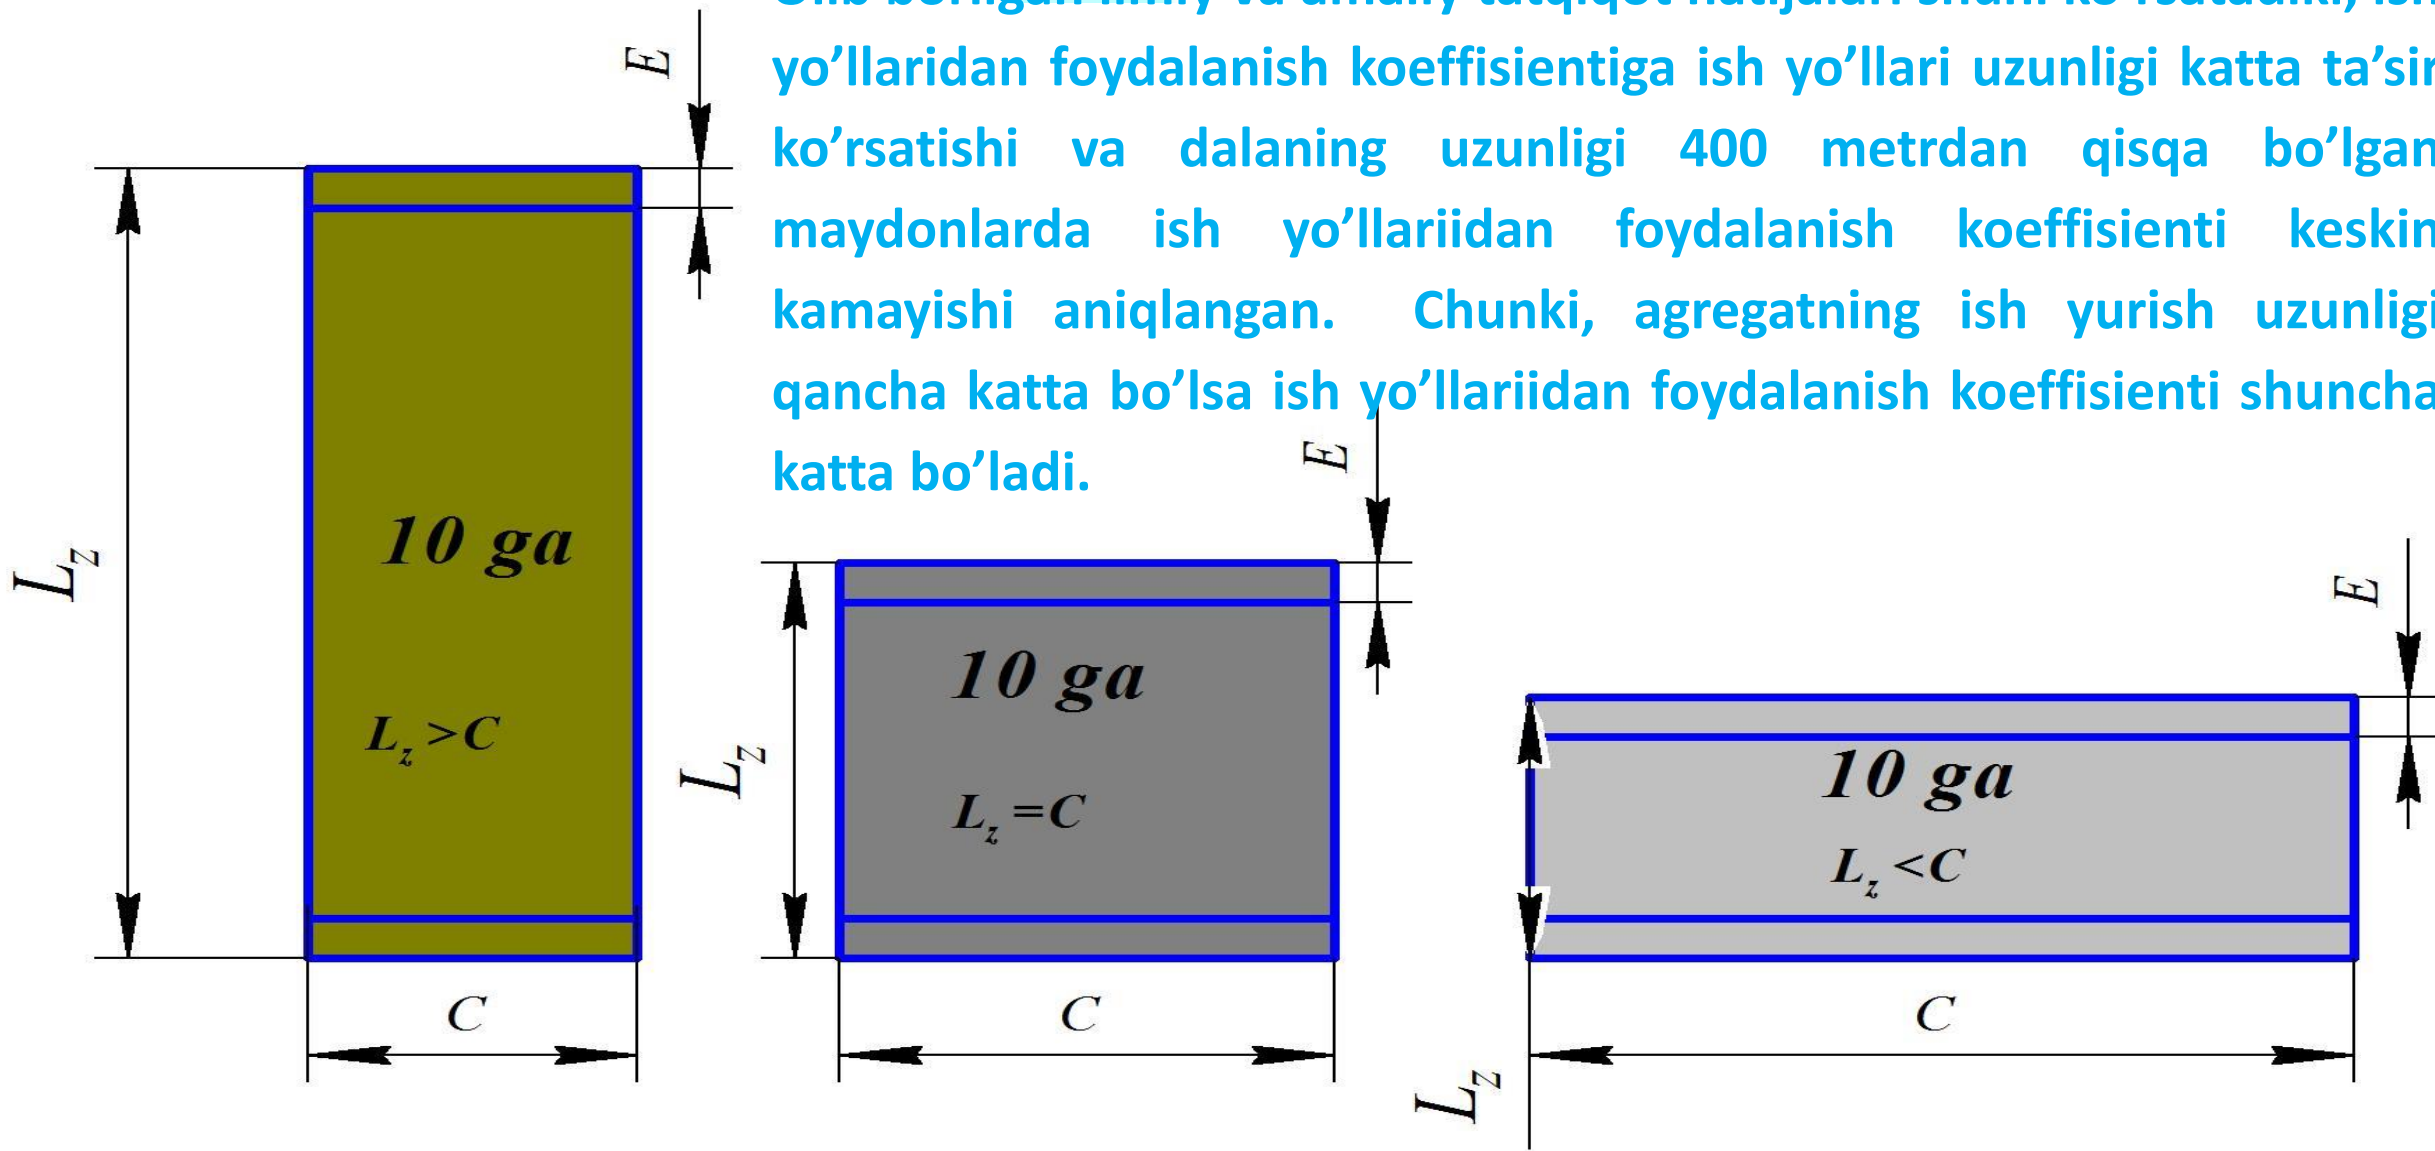 yo’llaridan foydalanish koeffisientiga ish yo’llari uzunligi katta ta’sir
ko’rsatishi va dalaning uzunligi 400 metrdan qisqa bo’lgan
maydonlarda ish yo’llariidan foydalanish koeffisienti keskin
kamayishi aniqlangan. Chunki, agregatning ish yurish uzunligi
qancha katta bo’lsa ish yo’llariidan foydalanish koeffisienti shuncha
katta bo’ladi.
E
L_z
10 ga
L_z >C
C
E
L_z
10 ga
L_z =C
C
E
10 ga
L_z <C
C
L_z